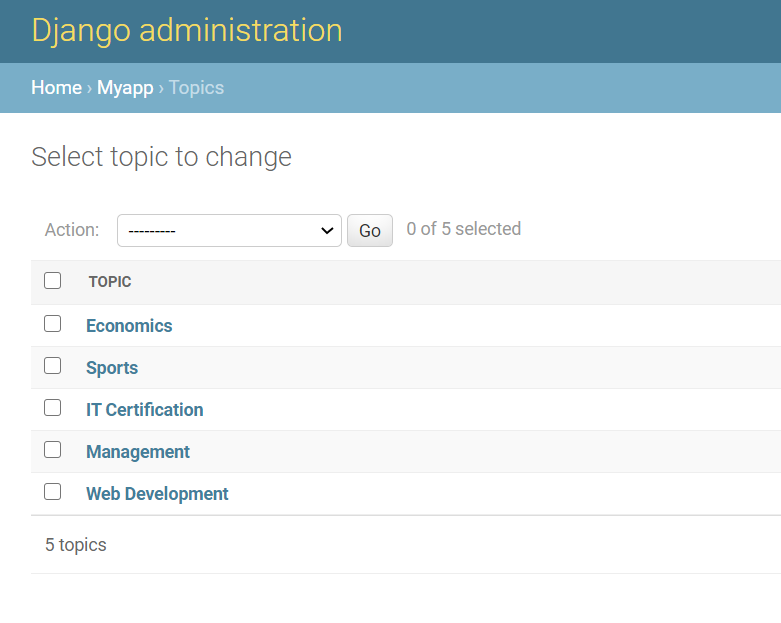 Django administration
Home › Myapp › Topics
Select topic to change
Action: --------- Go 0 of 5 selected
TOPIC
Economics
Sports
IT Certification
Management
Web Development
5 topics